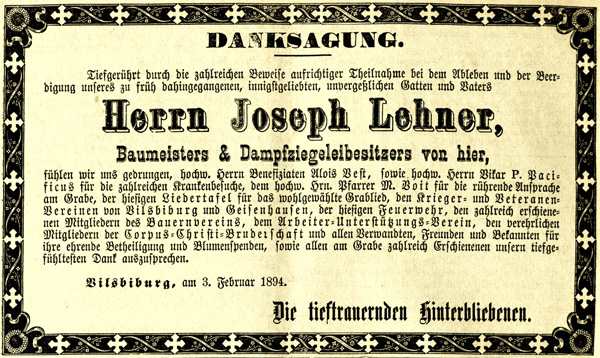 DANKSAGUNG.
Tiefgerührt durch die zahlreichen Beweise aufrichtiger Theilnahme bei dem Ableben und der Beer-
digung unseres zu früh dahingegangenen, innigstgeliebten, unvergeßlichen Gatten und Vaters
Herrn Joseph Lehner,
Baumeisters & Dampfziegeleibesitzers von hier,
fühlen wir uns gedrungen, hochw. Herrn Benefiziaten Alois Best, sowie hochw. Herrn Vikar P. Paci-
ficus für die zahlreichen Krankenbesuche, dem hochw. Hrn. Pfarrer M. Voit für die rührende Ansprache
am Grabe, der hiesigen Liedertafel für das wohlgewählte Grablied, den Krieger- und Veteranen-
Vereinen von Vilsbiburg und Geisenhausen, der hiesigen Feuerwehr, den zahlreich erschiene-
nen Mitgliedern des Bauernvereins, dem Arbeiter-Unterstützungs-Verein, den verehrlichen
Mitgliedern der Corpus-Christi-Bruderschaft und allen Verwandten, Freunden und Bekannten für
ihre ehrende Betheiligung und Blumenspenden, sowie allen am Grabe zahlreich Erschienenen unsern tiefge-
fühltesten Dank auszusprechen.
Vilsbiburg, am 3. Februar 1894.
Die tieftrauernden Hinterbliebenen.